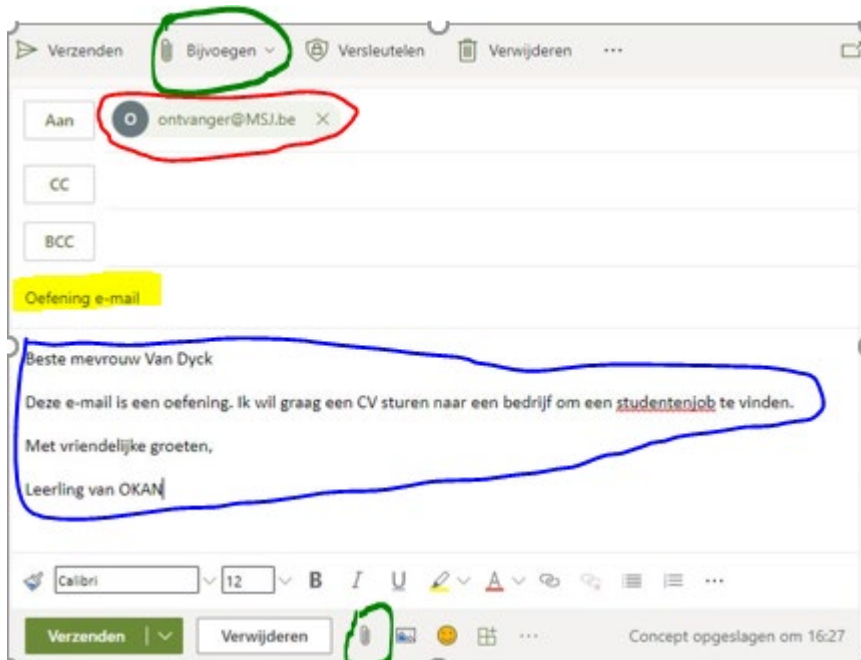 Verzenden Bijvoegen Versleutelen Verwijderen ...
Aan O ontvanger@MSJ.be
CC
BCC
Oefening e-mail
Beste mevrouw Van Dyck
Deze e-mail is een oefening. Ik wil graag een CV sturen naar een bedrijf om een studentenjob te vinden.
Met vriendelijke groeten,
Leerling van OKAN
Calibri 12 B I U A ...
Verzenden Verwijderen ... Concept opgeslagen om 16:27